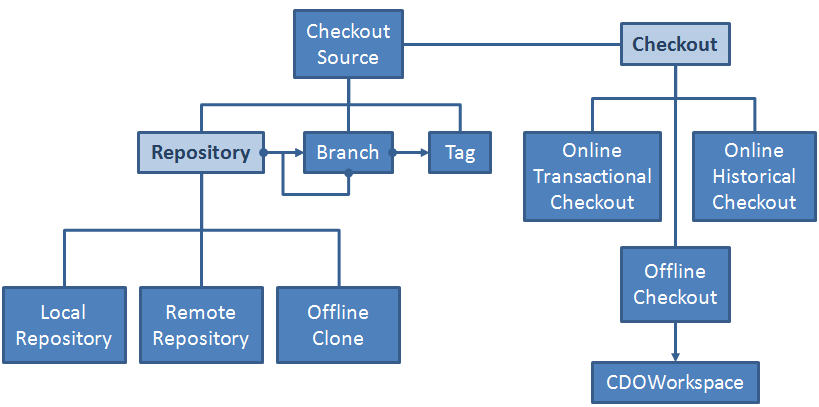 Checkout
Source
Checkout
Repository
Branch
Tag
Online
Transactional
Checkout
Online
Historical
Checkout
Offline
Checkout
Local
Repository
Remote
Repository
Offline
Clone
CDOWorkspace